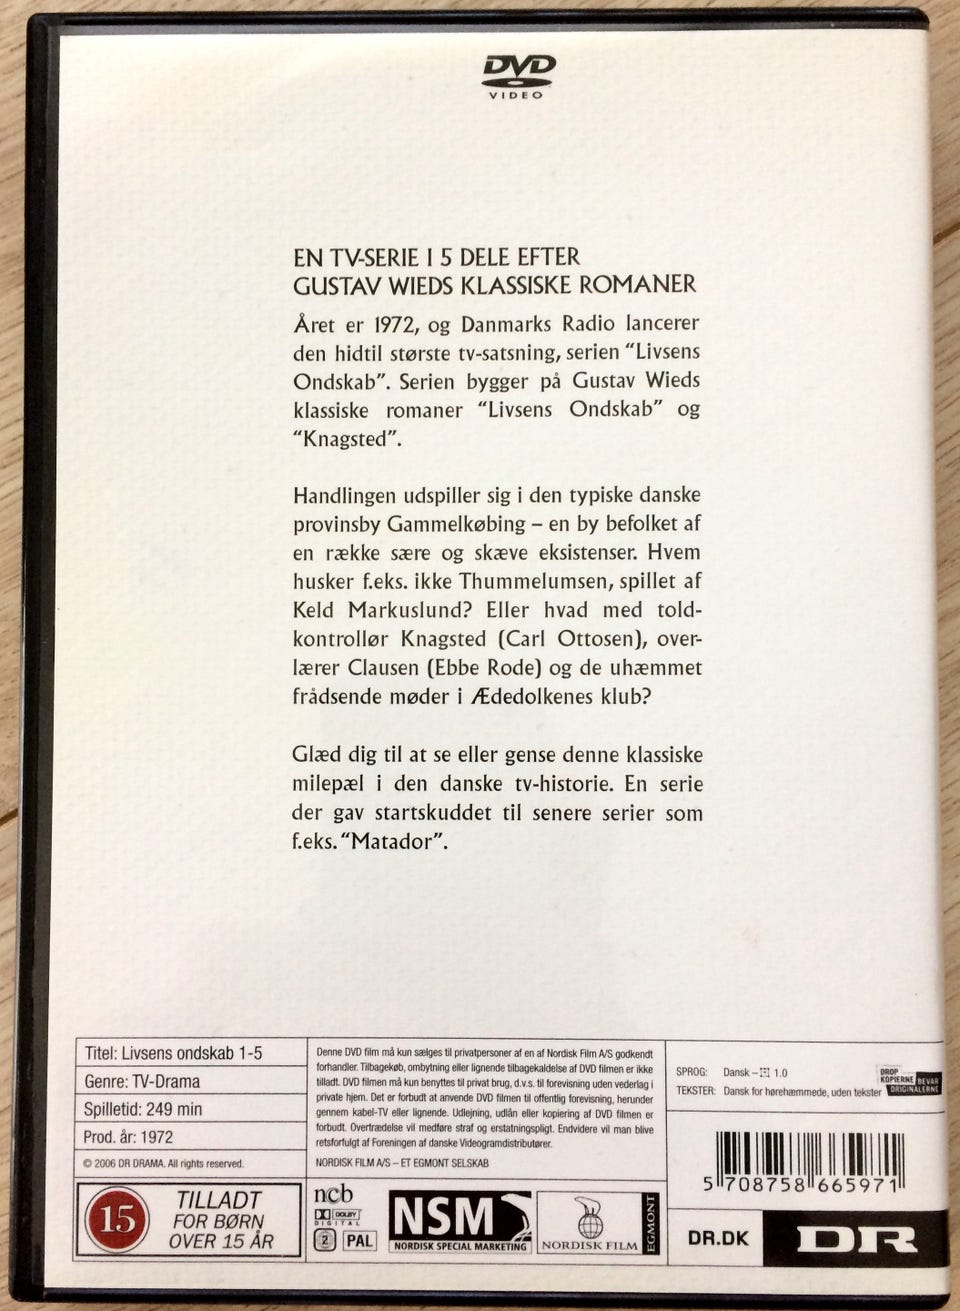 DVD
VIDEO
EN TV-SERIE I 5 DELE EFTER
GUSTAV WIEDS KLASSISKE ROMANER
Året er 1972, og Danmarks Radio lancerer
den hidtil største tv-satsning, serien “Livsens
Ondskab”. Serien bygger på Gustav Wieds
klassiske romaner “Livsens Ondskab” og
“Knagsted”.
Handlingen udspiller sig i den typiske danske
provinsby Gammelkøbing – en by befolket af
en række sære og skæve eksistenser. Hvem
husker f.eks. ikke Thummelumsen, spillet af
Keld Markuslund? Eller hvad med told-
kontrollør Knagsted (Carl Ottosen), over-
lærer Clausen (Ebbe Rode) og de uhæmmet
frådsende møder i Ædedolkenes klub?
Glæd dig til at se eller gense denne klassiske
milepæl i den danske tv-historie. En serie
der gav startskuddet til senere serier som
f.eks. “Matador”.
Titel: Livsens ondskab 1-5
Genre: TV-Drama
Spilletid: 249 min
Prod. år: 1972
© 2006 DR DRAMA. All rights reserved.
15
TILLADT
FOR BØRN
OVER 15 ÅR
Denne DVD film må kun sælges til privatpersoner af en af Nordisk Film A/S godkendt
forhandler. Tilbagekøb, ombytning eller lignende tilbagekaldelse af DVD filmen er ikke
tilladt. DVD filmen må kun benyttes til privat brug, d.v.s. til forevisning uden vederlag i
private hjem. Det er forbudt at anvende DVD filmen til offentlig forevisning, herunder
gennem kabel-TV eller lignende. Udlejning, udlån eller kopiering af DVD filmen er
forbudt. Overtrædelse vil medføre straf og erstatningspligt. Endvidere vil man blive
retsforfulgt af Foreningen af danske Videogramdistributører.
NORDISK FILM A/S – ET EGMONT SELSKAB
ncb
DOLBY
DIGITAL
2 PAL
NSM
NORDISK SPECIAL MARKETING
NORDISK FILM
EGMONT
SPROG: Dansk – 1.0
TEKSTER: Dansk for hørehæmmede, uden tekster
DROP
KOPIERNE BEVAR
ORIGINALERNE
5 708758 665971
DR.DK
DR